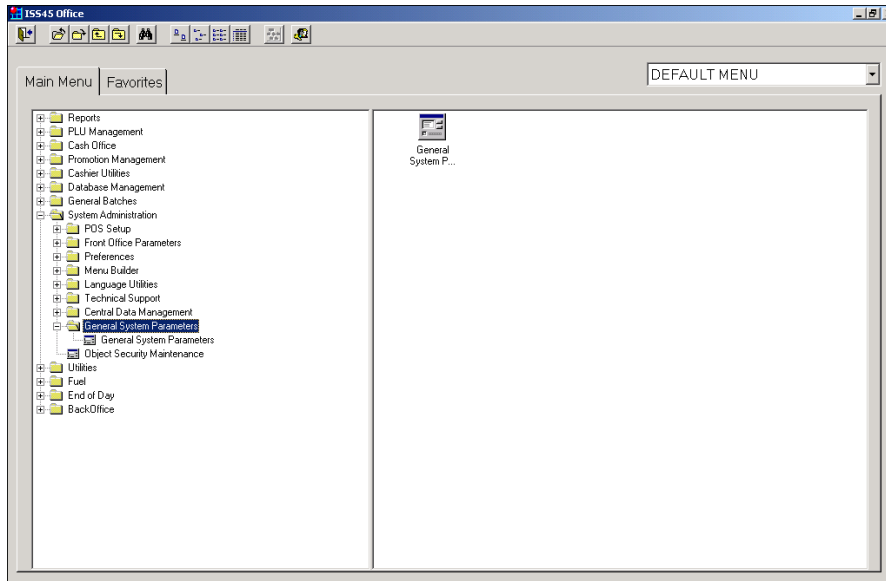 ISS45 Office
Main Menu
Favorites
DEFAULT MENU
Reports
PLU Management
Cash Office
Promotion Management
Cashier Utilities
Database Management
General Batches
System Administration
POS Setup
Front Office Parameters
Preferences
Menu Builder
Language Utilities
Technical Support
Central Data Management
General System Parameters
General System Parameters
Object Security Maintenance
Utilities
Fuel
End of Day
BackOffice
General
System P...